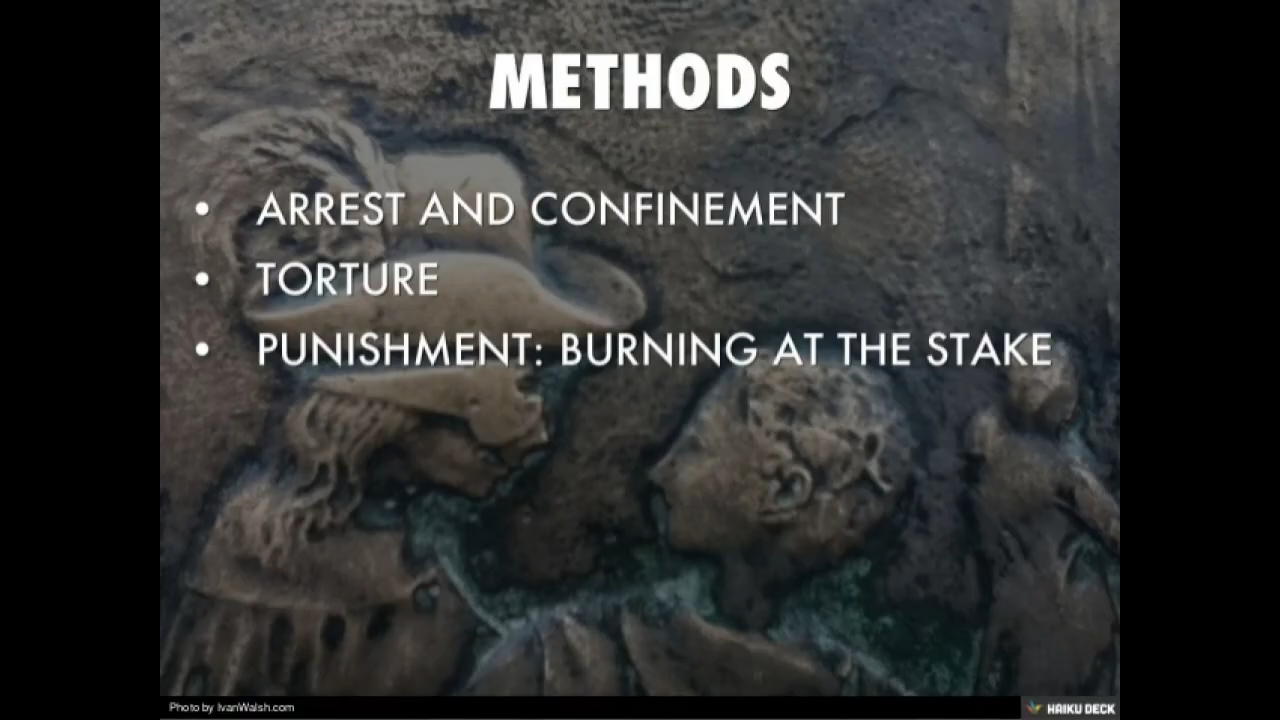 METHODS
• ARREST AND CONFINEMENT
• TORTURE
• PUNISHMENT: BURNING AT THE STAKE
Photo by IvanWalsh.com
HAIKU DECK